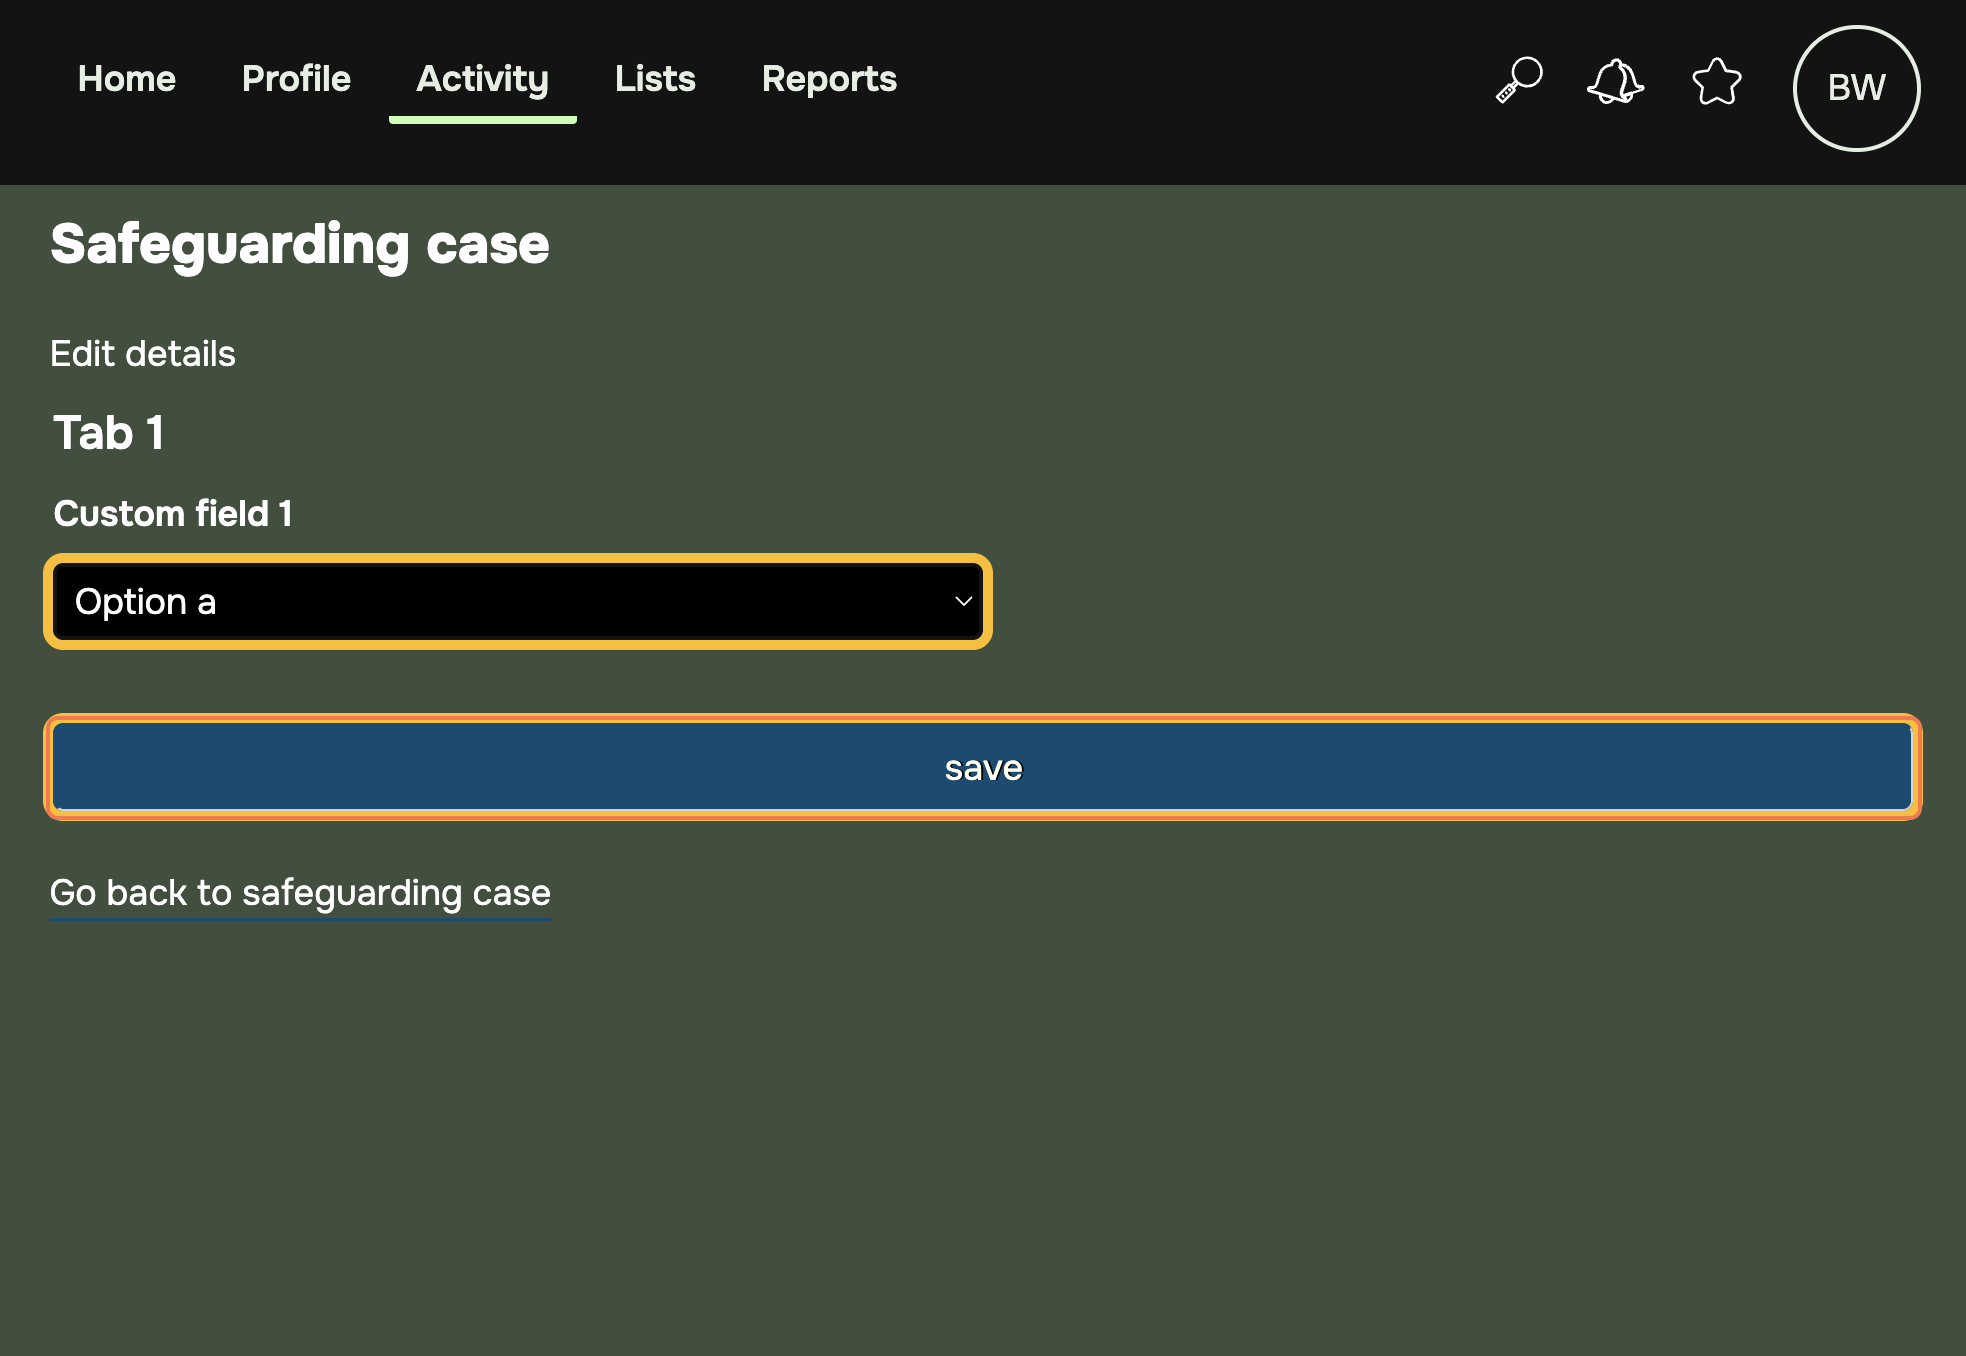 Home Profile Activity Lists Reports BW
Safeguarding case
Edit details
Tab 1
Custom field 1
Option a
save
Go back to safeguarding case